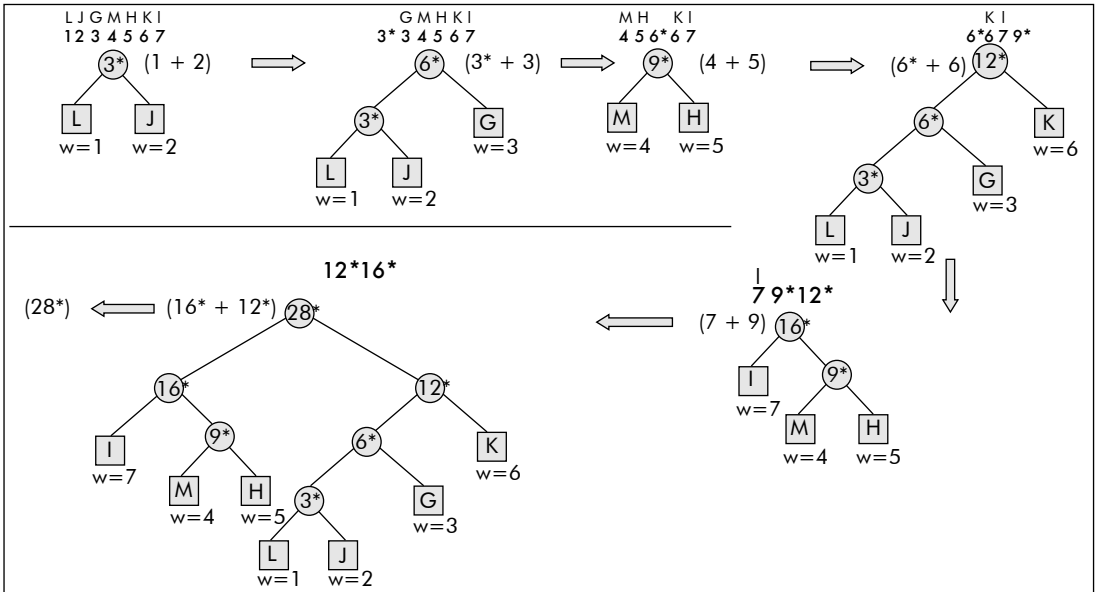 L J G M H K I
1 2 3 4 5 6 7
3* (1 + 2)
L J
w=1 w=2
G M H K I
3* 3 4 5 6 7
6* (3* + 3)
3* G
w=3
L J
w=1 w=2
M H K I
4 5 6* 6 7
9* (4 + 5)
M H
w=4 w=5
K I
6* 6 7 9*
(6* + 6) 12*
6* K
w=6
3* G
w=3
L J
w=1 w=2
I
7 9* 12*
(7 + 9) 16*
I 9*
w=7
M H
w=4 w=5
12* 16*
(28*) (16* + 12*) 28*
16* 12*
I 9* 6* K
w=7 w=6
M H 3* G
w=4 w=5 w=3
L J
w=1 w=2